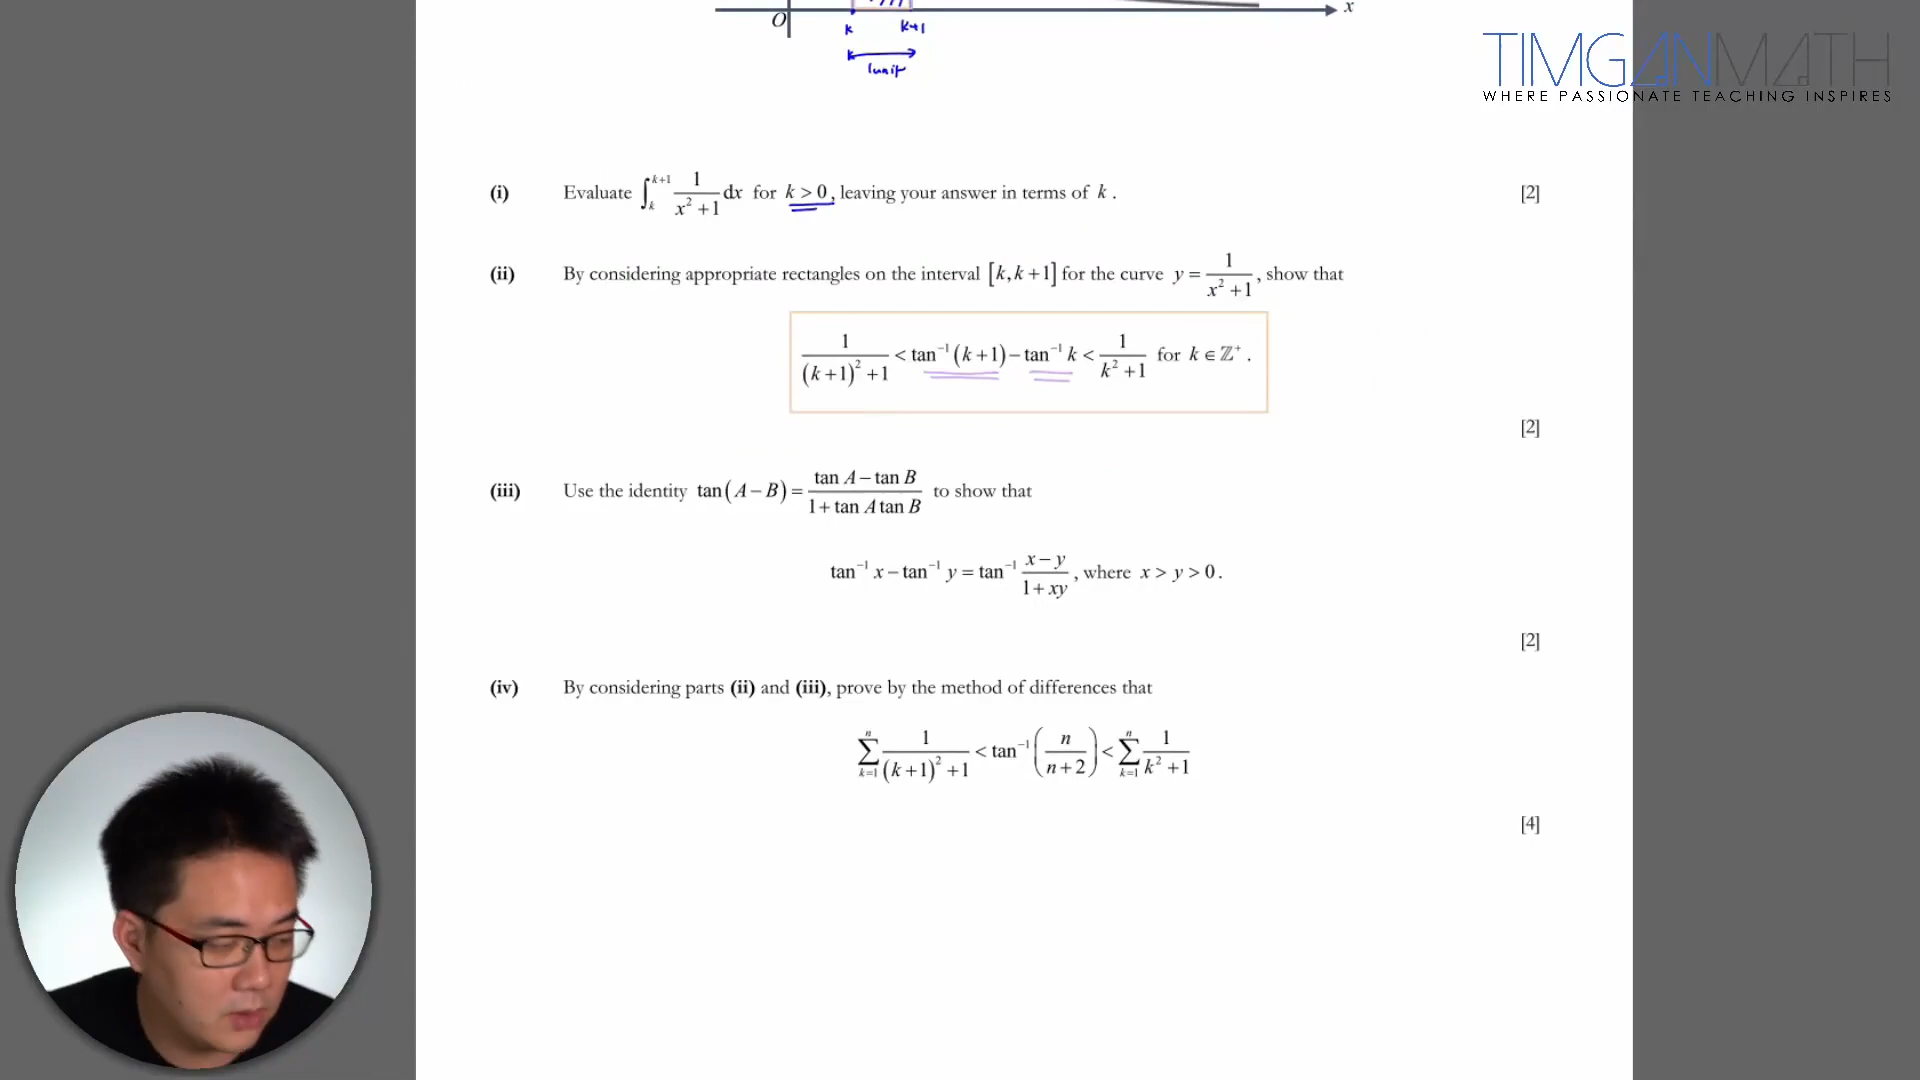 x
O
k k+1
1 unit
TIMGANMATH
WHERE PASSIONATE TEACHING INSPIRES
(i) Evaluate ∫_k^{k+1} 1/(x² + 1) dx for k > 0, leaving your answer in terms of k. [2]
(ii) By considering appropriate rectangles on the interval [k, k+1] for the curve y = 1/(x² + 1), show that
1/((k+1)² + 1) < tan⁻¹(k+1) − tan⁻¹ k < 1/(k² + 1) for k ∈ ℤ⁺.
[2]
(iii) Use the identity tan(A − B) = (tan A − tan B)/(1 + tan A tan B) to show that
tan⁻¹ x − tan⁻¹ y = tan⁻¹ (x − y)/(1 + xy), where x > y > 0.
[2]
(iv) By considering parts (ii) and (iii), prove by the method of differences that
∑_{k=1}^{n} 1/((k+1)² + 1) < tan⁻¹(n/(n+2)) < ∑_{k=1}^{n} 1/(k² + 1)
[4]